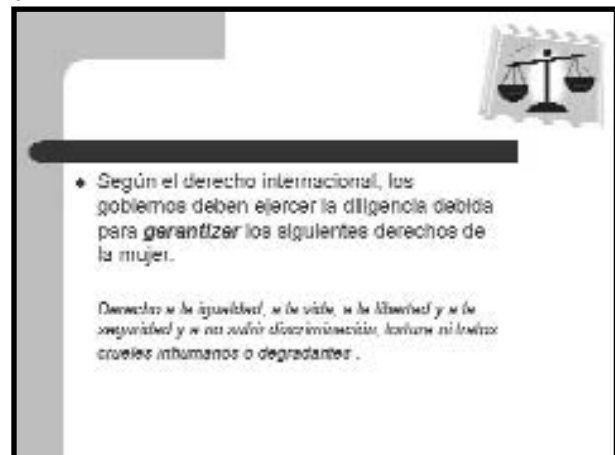 Según el derecho internacional, los
gobiernos deben ejercer la diligencia debida
para garantizar los siguientes derechos de
la mujer.
Derecho a la igualdad, a la vida, a la libertad y a la
seguridad y a no sufrir discriminación, tortura ni tratos
crueles inhumanos o degradantes .